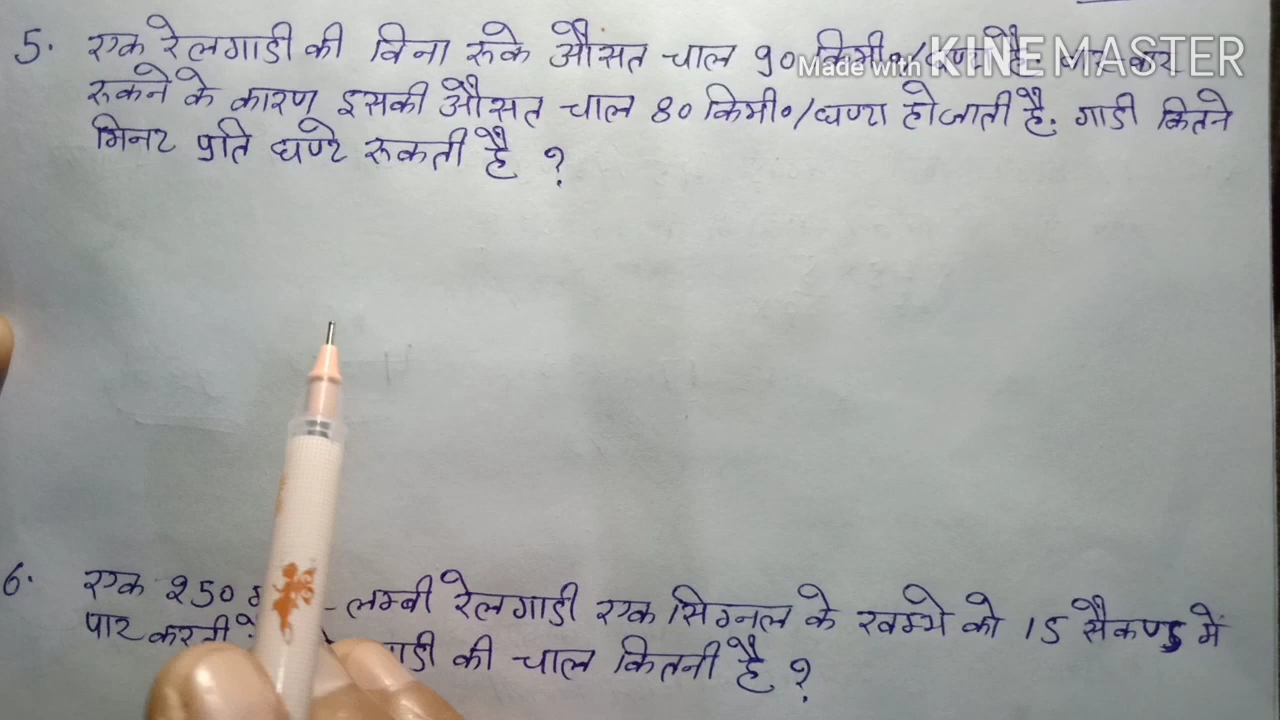 5. एक रेलगाडी की विना रुके औसत चाल 90 किमी०/घण्टा है.
Made with KINEMASTER
रुकने के कारण इसकी औसत चाल 80 किमी०/घण्टा हो जाती है. गाडी कितने
मिनट प्रति घण्टे रुकती है ?
6. एक 250 लम्बी रेलगाडी एक सिग्नल के खम्भे को 15 सैकण्ड में
पार करती गाडी की चाल कितनी है ?